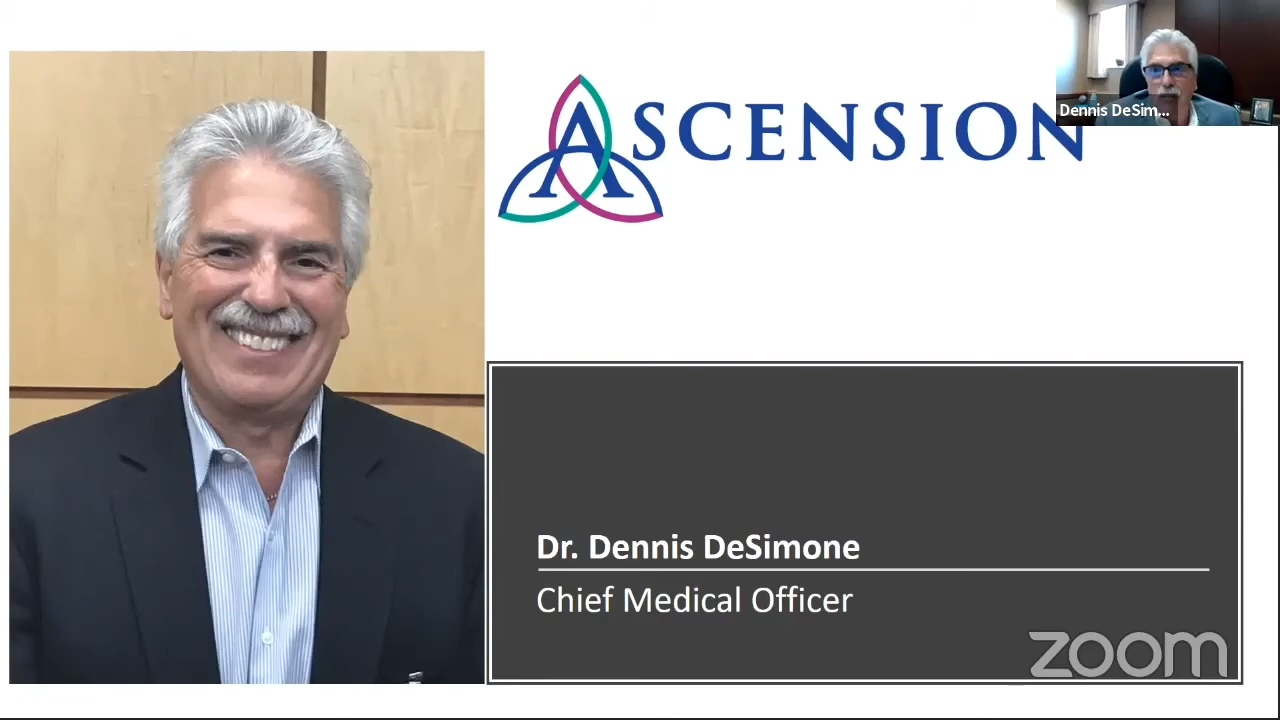 ASCENSION
Dennis DeSim...
Dr. Dennis DeSimone
Chief Medical Officer
zoom